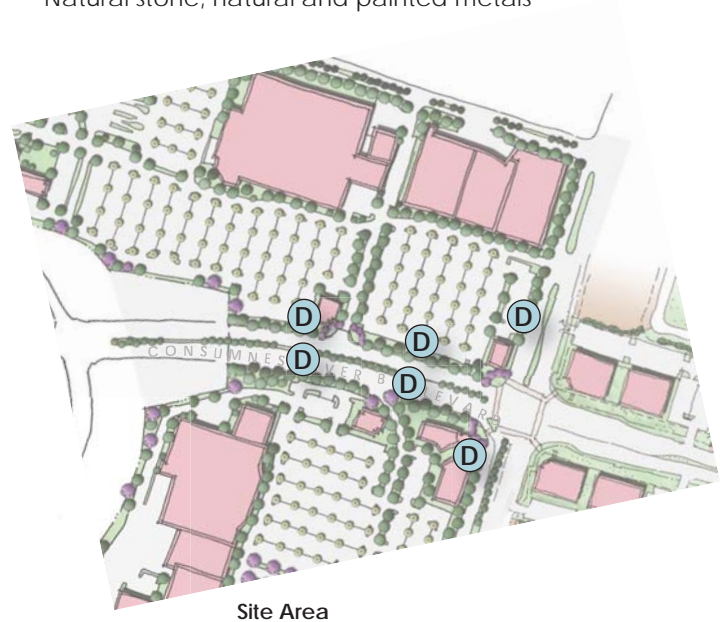 Natural stone, natural and painted metals
D
D
D
D
CONSUMNES RIVER BOULEVARD
D
D
Site Area